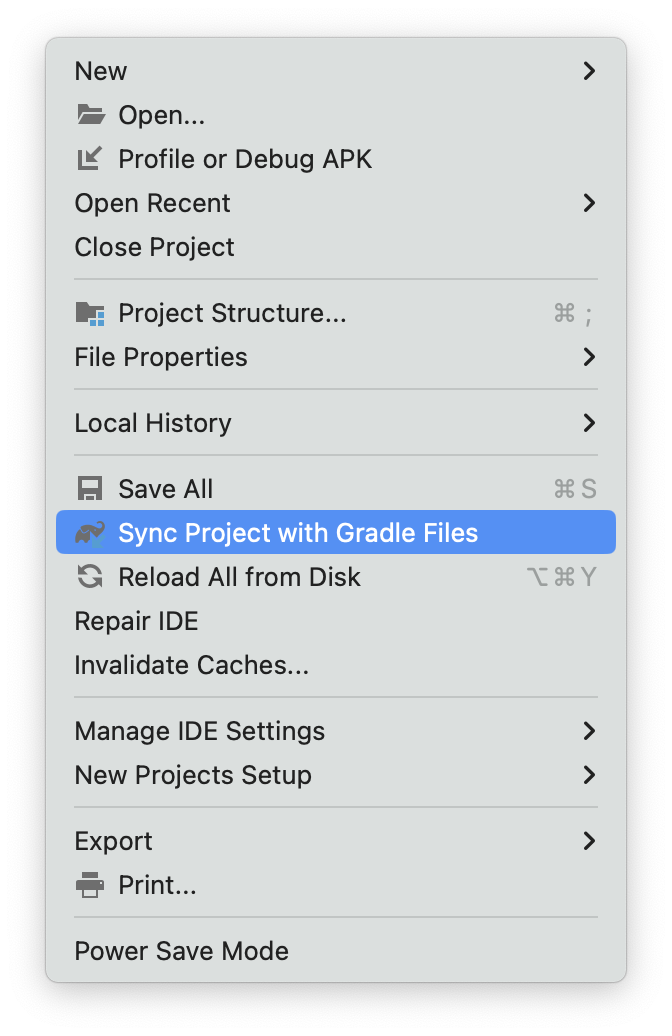 New
Open...
Profile or Debug APK
Open Recent
Close Project
Project Structure... ⌘ ;
File Properties
Local History
Save All ⌘ S
Sync Project with Gradle Files
Reload All from Disk ⌥ ⌘ Y
Repair IDE
Invalidate Caches...
Manage IDE Settings
New Projects Setup
Export
Print...
Power Save Mode